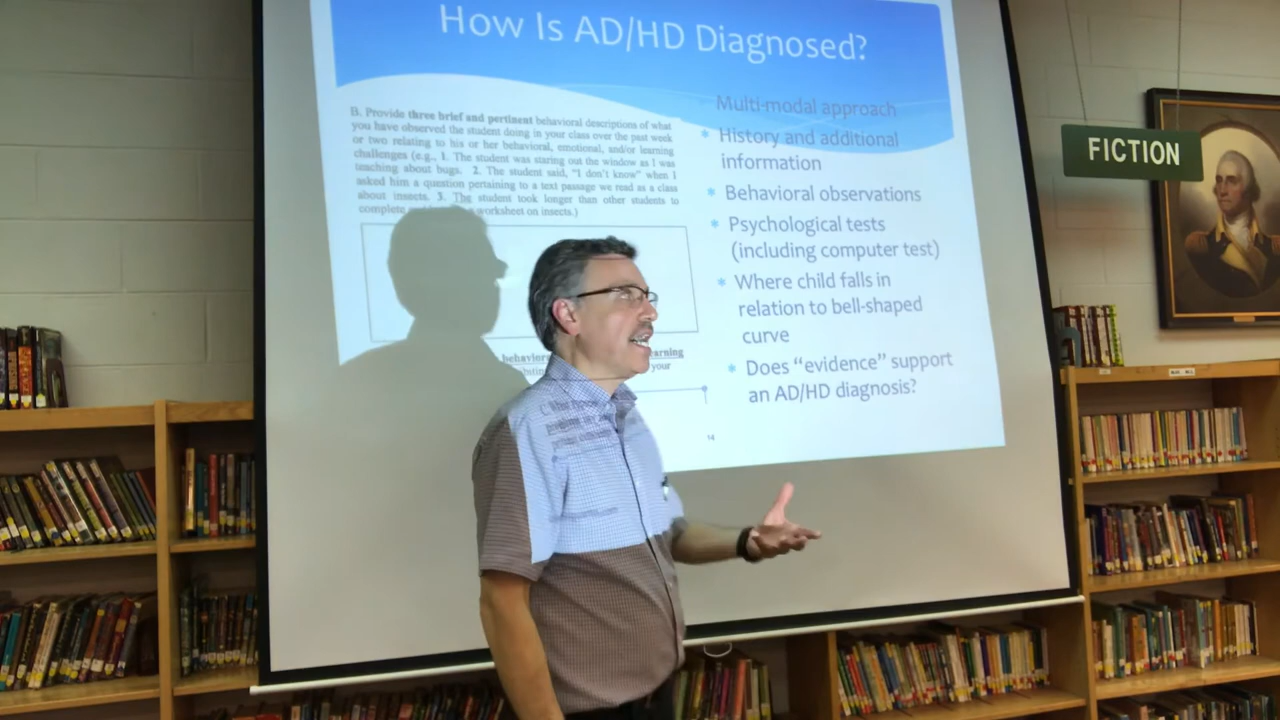 How Is AD/HD Diagnosed?
B. Provide three brief and pertinent behavioral descriptions of what
you have observed the student doing in your class over the past week
or two relating to his or her behavioral, emotional, and/or learning
challenges (e.g., 1. The student was staring out the window as I was
teaching about bugs. 2. The student said, "I don't know" when I
asked him a question pertaining to a text passage we read as a class
about insects. 3. The student took longer than other students to
complete worksheet on insects.)
your
Multi-modal approach
* History and additional
information
* Behavioral observations
* Psychological tests
(including computer test)
* Where child falls in
relation to bell-shaped
curve
* Does "evidence" support
an AD/HD diagnosis?
14
FICTION